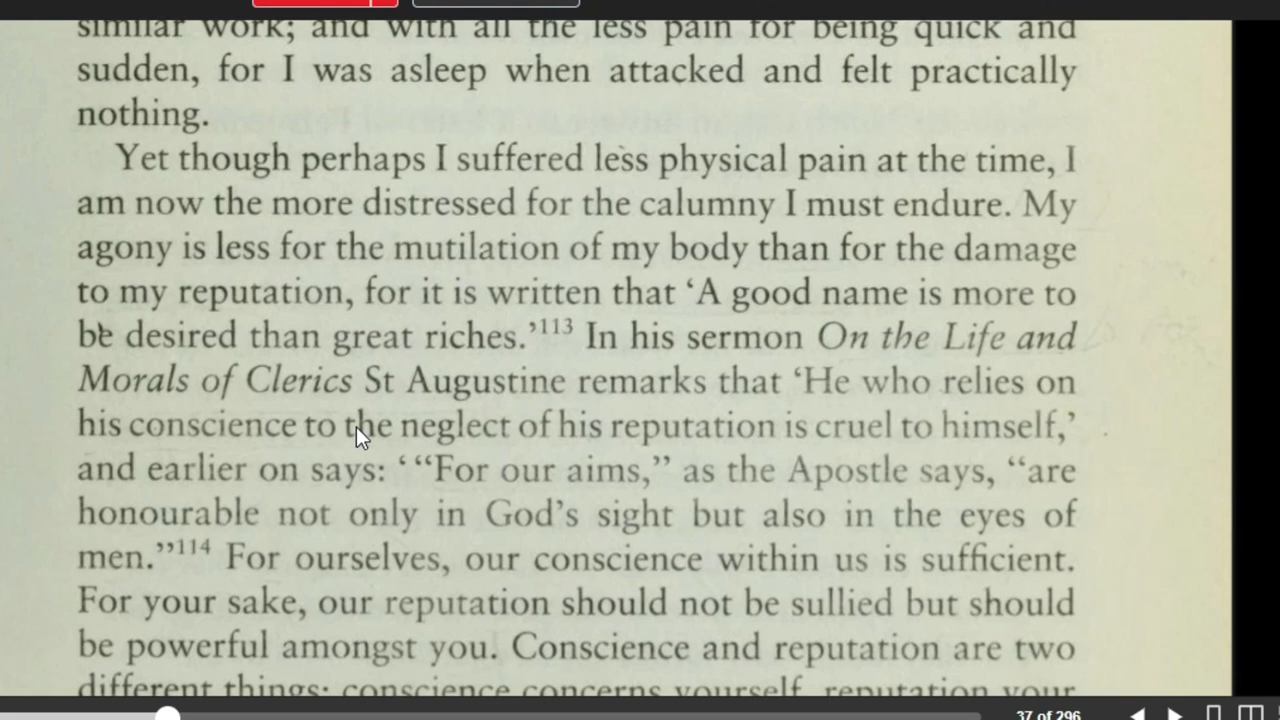 similar work; and with all the less pain for being quick and
sudden, for I was asleep when attacked and felt practically
nothing.
Yet though perhaps I suffered less physical pain at the time, I
am now the more distressed for the calumny I must endure. My
agony is less for the mutilation of my body than for the damage
to my reputation, for it is written that ‘A good name is more to
be desired than great riches.’113 In his sermon On the Life and
Morals of Clerics St Augustine remarks that ‘He who relies on
his conscience to the neglect of his reputation is cruel to himself,’
and earlier on says: ‘“For our aims,” as the Apostle says, “are
honourable not only in God’s sight but also in the eyes of
men.”114 For ourselves, our conscience within us is sufficient.
For your sake, our reputation should not be sullied but should
be powerful amongst you. Conscience and reputation are two
different things; conscience concerns yourself, reputation your
37 of 296